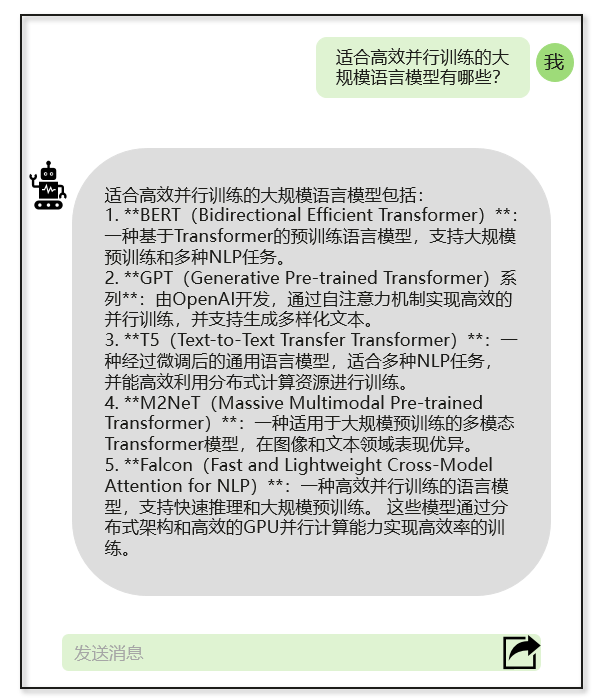 适合高效并行训练的大
规模语言模型有哪些？
我
适合高效并行训练的大规模语言模型包括：
1. **BERT（Bidirectional Efficient Transformer）**：
一种基于Transformer的预训练语言模型，支持大规模
预训练和多种NLP任务。
2. **GPT（Generative Pre-trained Transformer）系
列**：由OpenAI开发，通过自注意力机制实现高效的
并行训练，并支持生成多样化文本。
3. **T5（Text-to-Text Transfer Transformer）**：一
种经过微调后的通用语言模型，适合多种NLP任务，
并能高效利用分布式计算资源进行训练。
4. **M2NeT（Massive Multimodal Pre-trained
Transformer）**：一种适用于大规模预训练的多模态
Transformer模型，在图像和文本领域表现优异。
5. **Falcon（Fast and Lightweight Cross-Model
Attention for NLP）**：一种高效并行训练的语言模
型，支持快速推理和大规模预训练。 这些模型通过分
布式架构和高效的GPU并行计算能力实现高效率的训
练。
发送消息